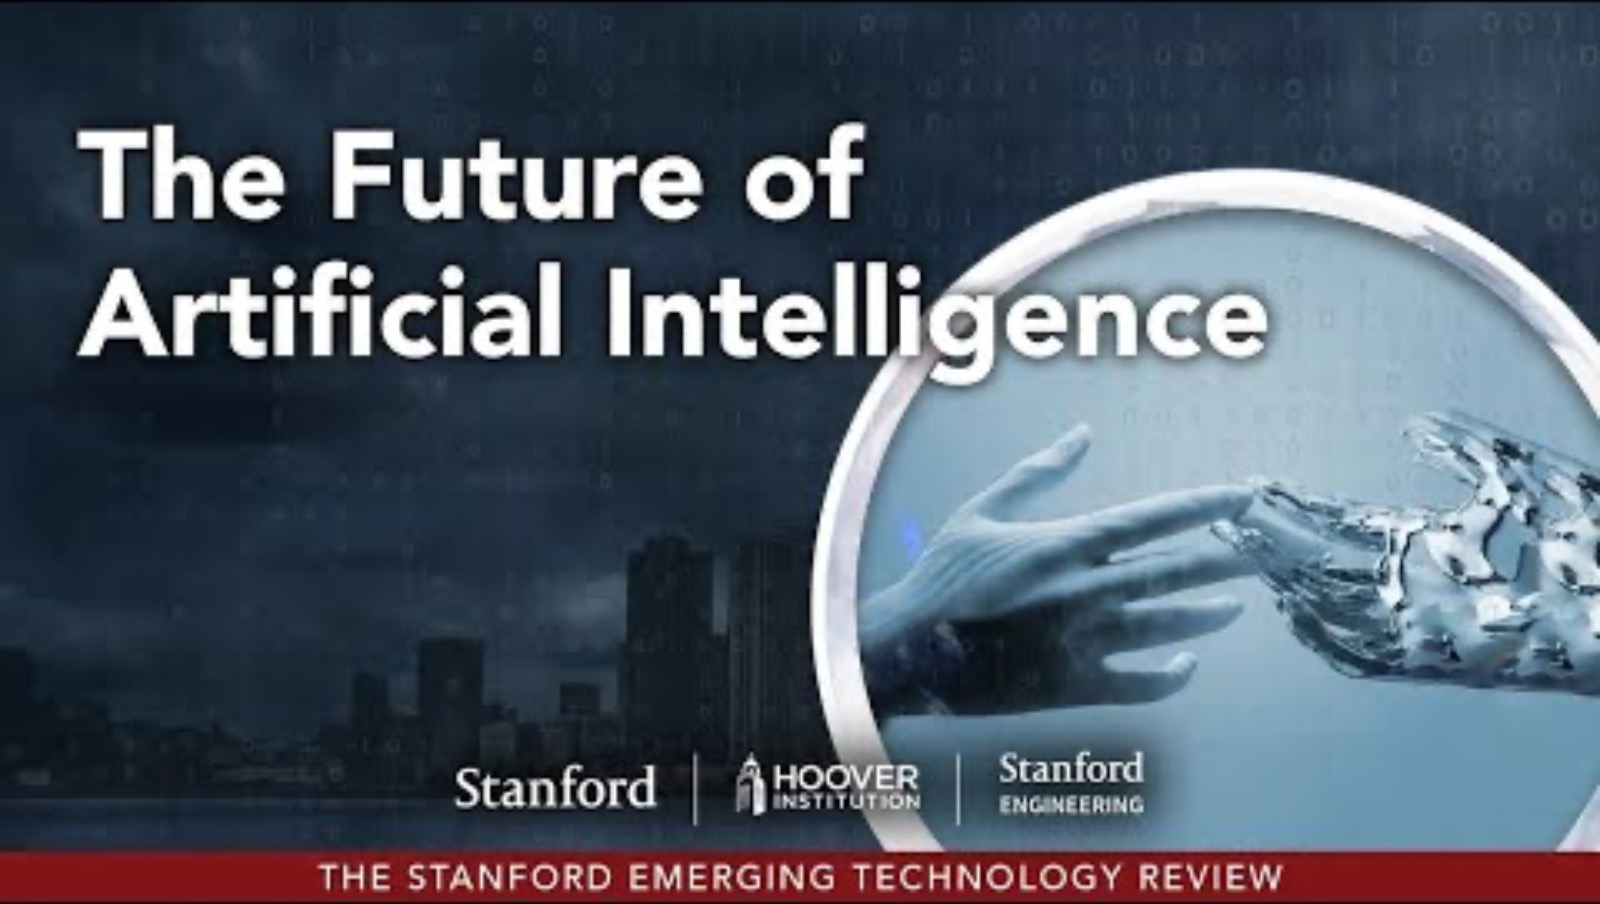 The Future of
Artificial Intelligence
Stanford
HOOVER
INSTITUTION
Stanford
ENGINEERING
THE STANFORD EMERGING TECHNOLOGY REVIEW